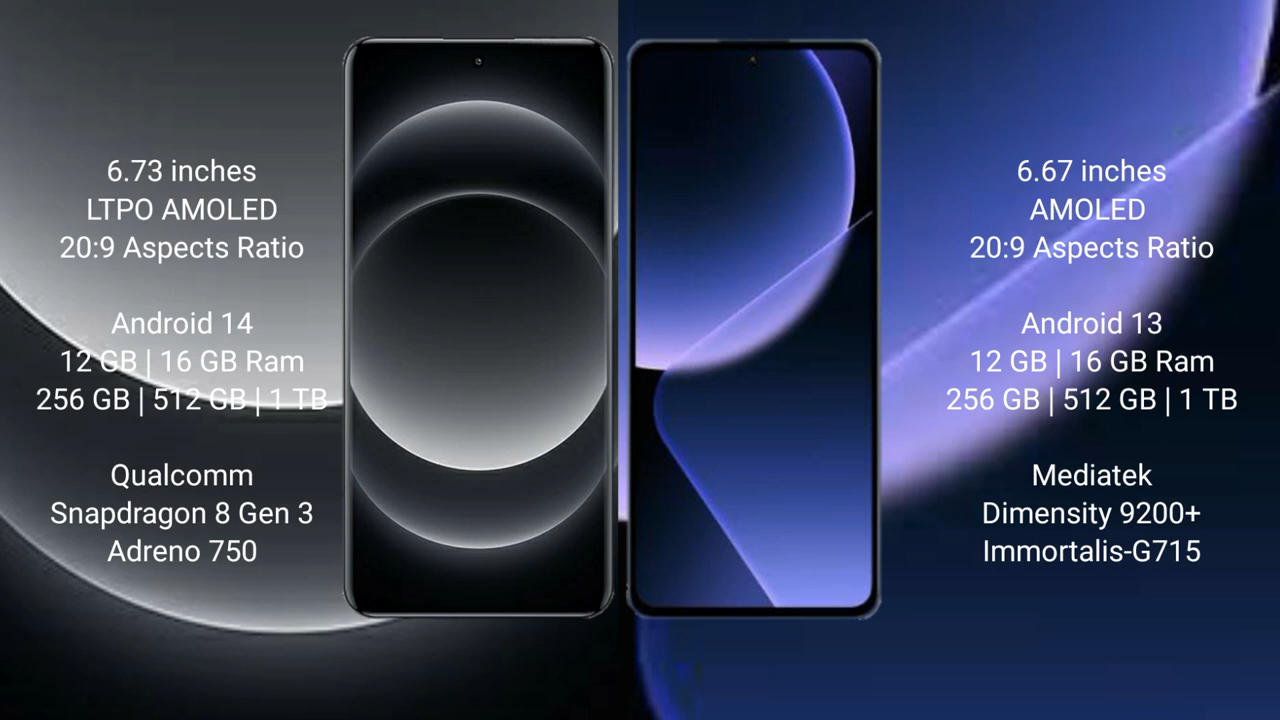 6.73 inches
LTPO AMOLED
20:9 Aspects Ratio
Android 14
12 GB | 16 GB Ram
256 GB | 512 GB | 1 TB
Qualcomm
Snapdragon 8 Gen 3
Adreno 750
6.67 inches
AMOLED
20:9 Aspects Ratio
Android 13
12 GB | 16 GB Ram
256 GB | 512 GB | 1 TB
Mediatek
Dimensity 9200+
Immortalis-G715